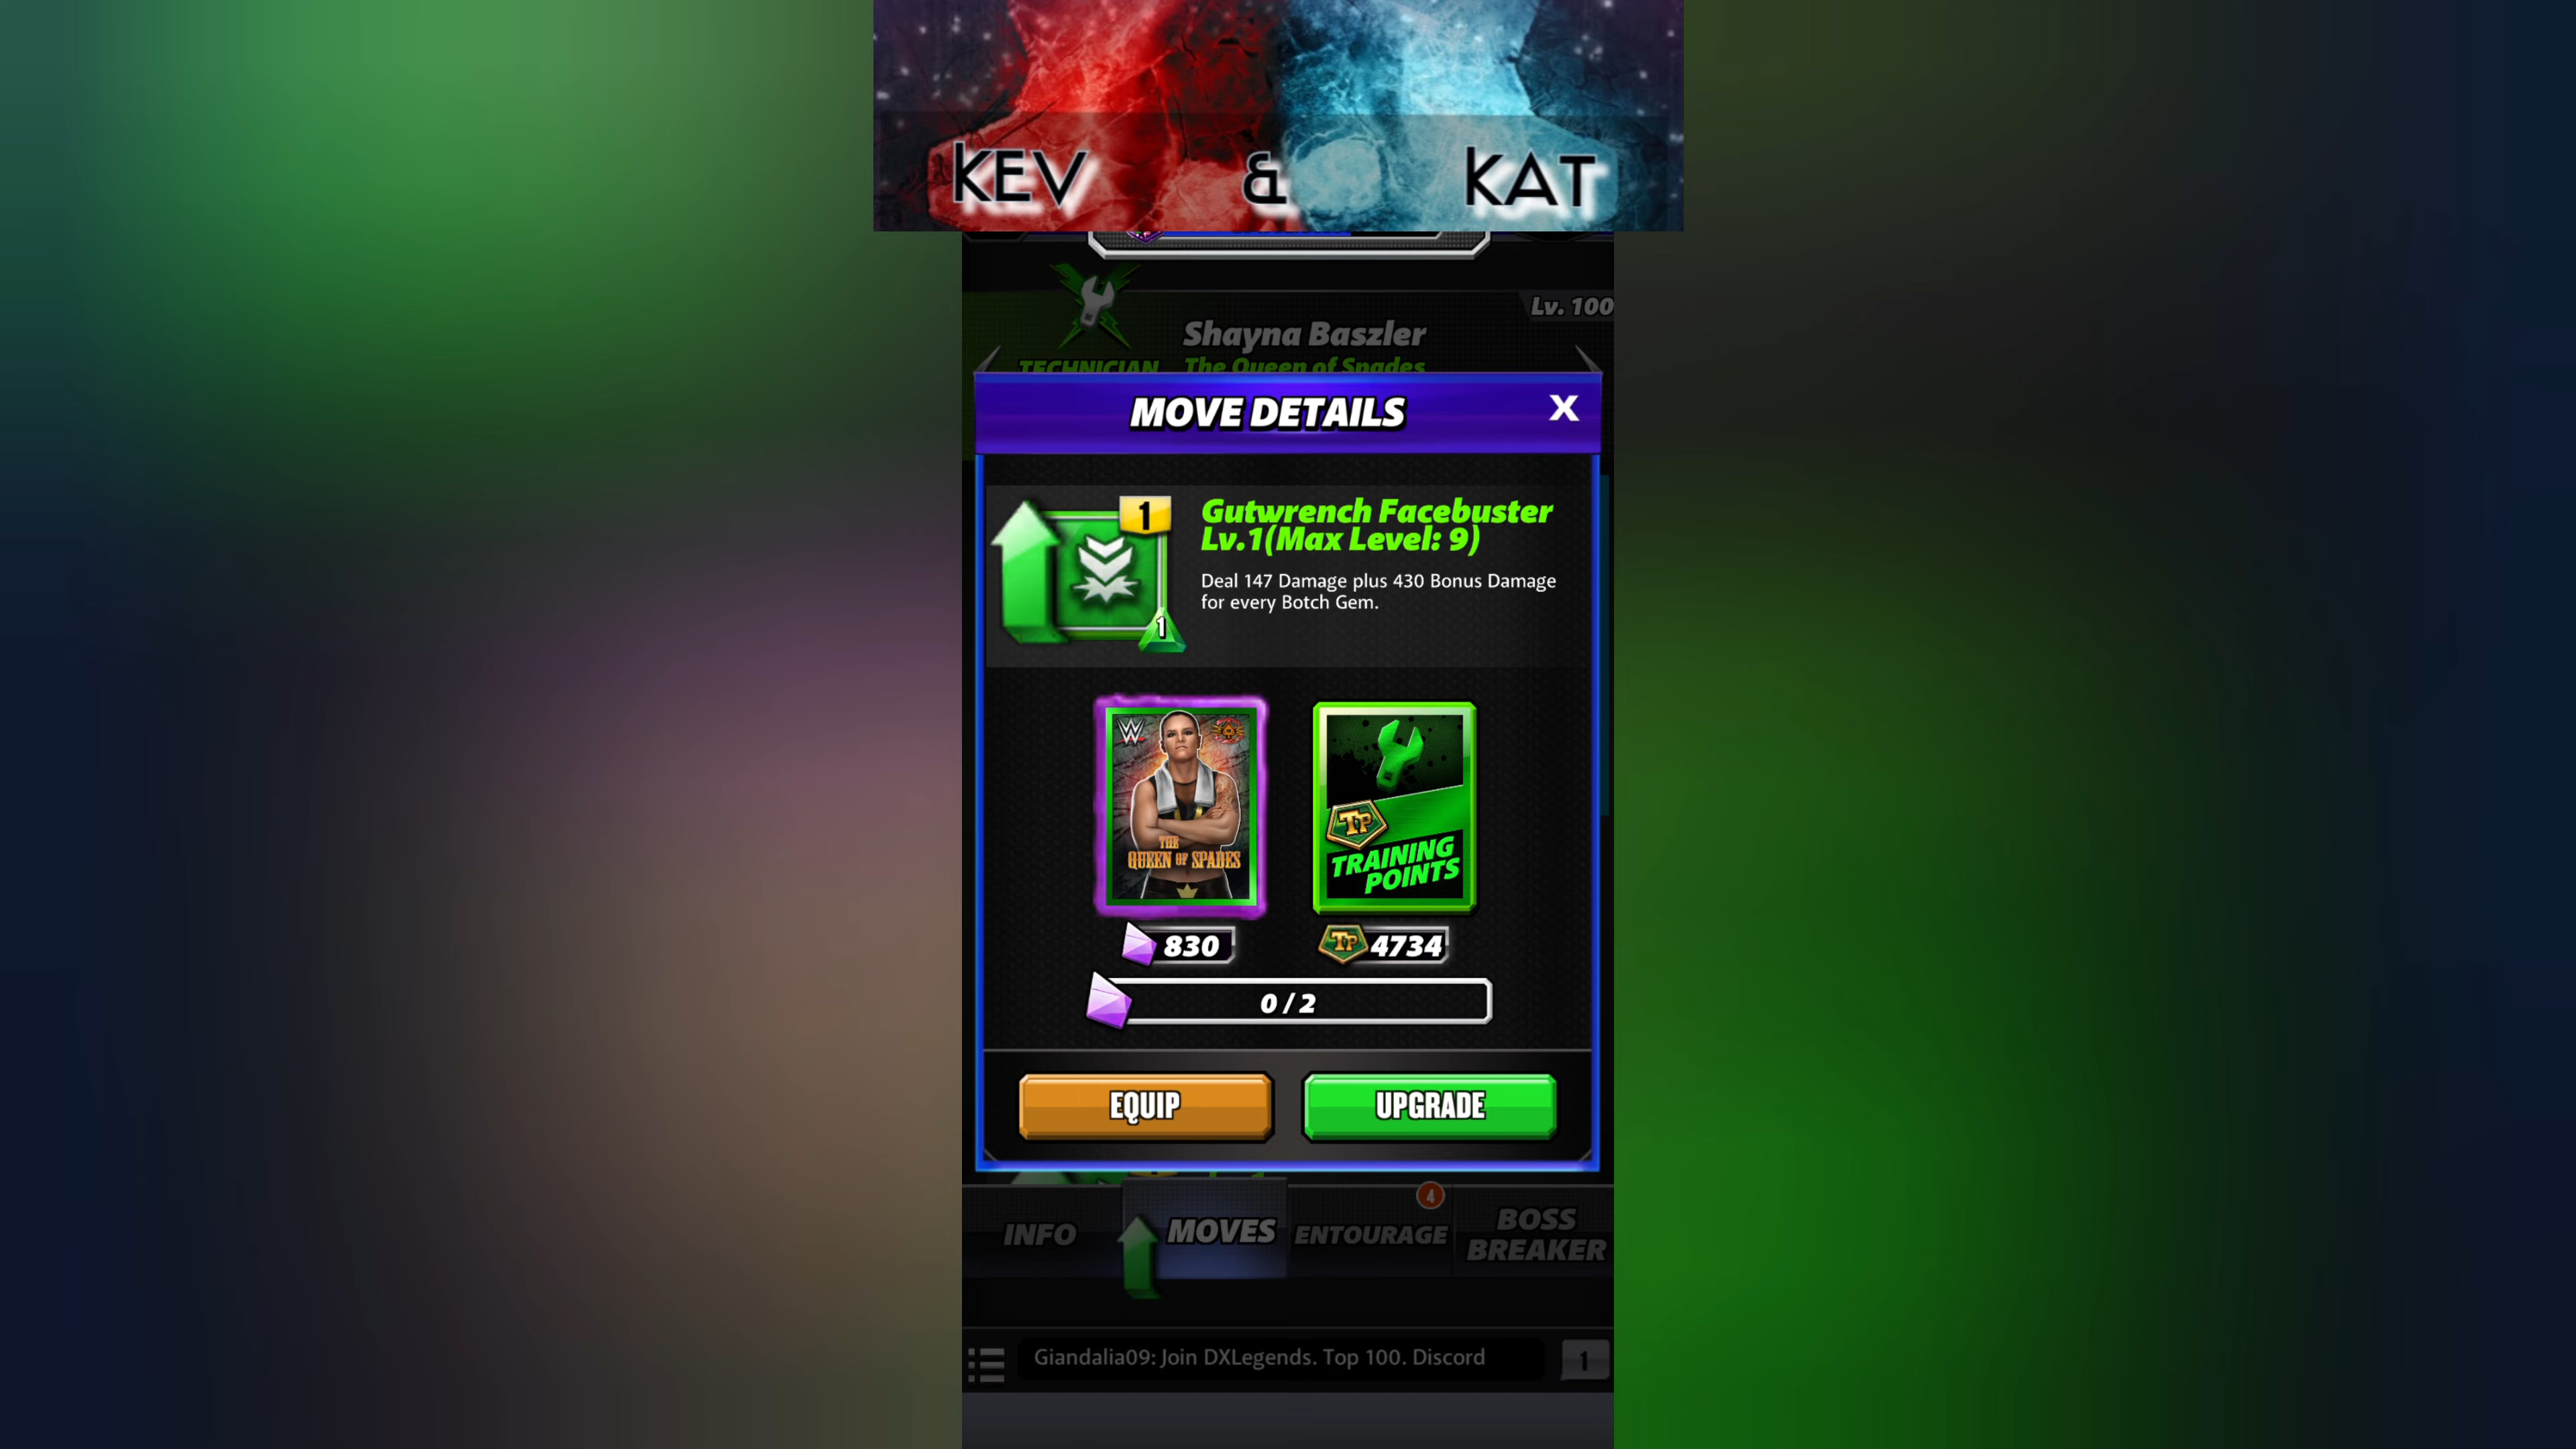 KEV & KAT
Lv. 100
Shayna Baszler
TECHNICIAN The Queen of Spades
MOVE DETAILS X
1
Gutwrench Facebuster
Lv.1(Max Level: 9)
Deal 147 Damage plus 430 Bonus Damage
for every Botch Gem.
1
W
THE
QUEEN OF SPADES
TP
TRAINING
POINTS
830
TP 4734
0 / 2
EQUIP UPGRADE
4
INFO MOVES ENTOURAGE BOSS
BREAKER
Giandalia09: Join DXLegends. Top 100. Discord 1